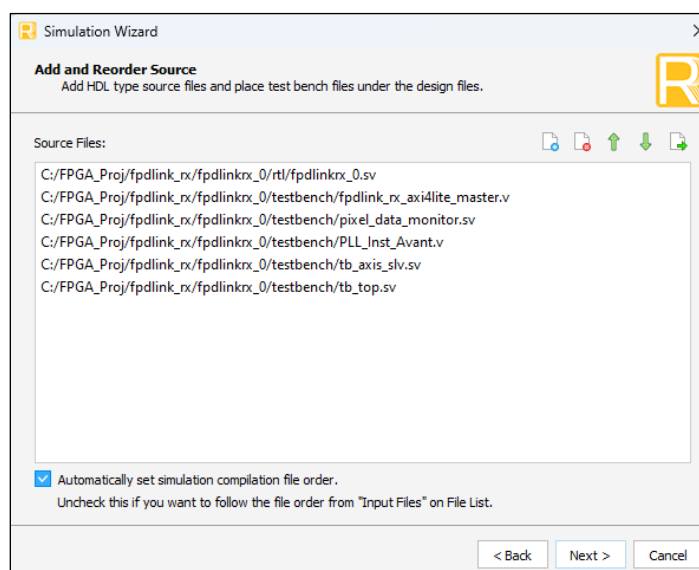 Simulation Wizard
Add and Reorder Source
Add HDL type source files and place test bench files under the design files.
Source Files:
C:/FPGA_Proj/fpdlink_rx/fpdlinkrx_0/rtl/fpdlinkrx_0.sv
C:/FPGA_Proj/fpdlink_rx/fpdlinkrx_0/testbench/fpdlink_rx_axi4lite_master.v
C:/FPGA_Proj/fpdlink_rx/fpdlinkrx_0/testbench/pixel_data_monitor.sv
C:/FPGA_Proj/fpdlink_rx/fpdlinkrx_0/testbench/PLL_Inst_Avant.v
C:/FPGA_Proj/fpdlink_rx/fpdlinkrx_0/testbench/tb_axis_slv.sv
C:/FPGA_Proj/fpdlink_rx/fpdlinkrx_0/testbench/tb_top.sv
Automatically set simulation compilation file order.
Uncheck this if you want to follow the file order from "Input Files" on File List.
< Back Next > Cancel